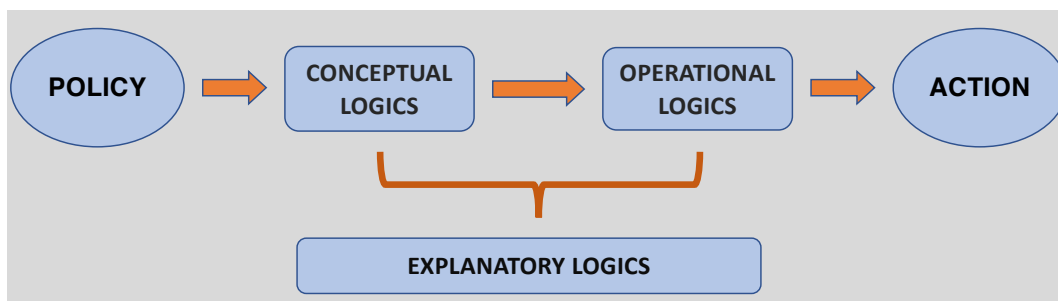 POLICY
CONCEPTUAL
LOGICS
OPERATIONAL
LOGICS
ACTION
EXPLANATORY LOGICS